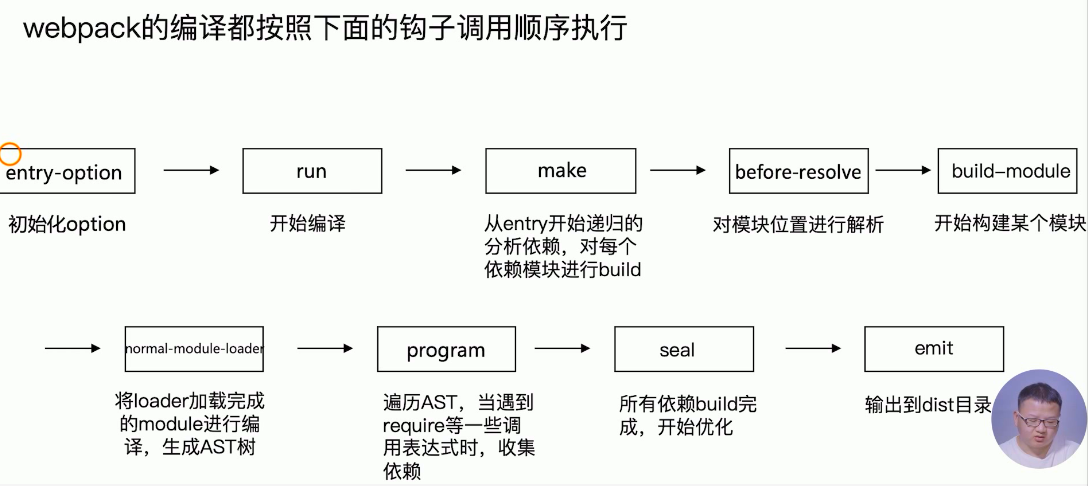 webpack的编译都按照下面的钩子调用顺序执行
entry-option
run
make
before-resolve
build-module
初始化option
开始编译
从entry开始递归的
分析依赖，对每个
依赖模块进行build
对模块位置进行解析
开始构建某个模块
normal-module-loader
program
seal
emit
将loader加载完成
的module进行编
译，生成AST树
遍历AST，当遇到
require等一些调
用表达式时，收集
依赖
所有依赖build完
成，开始优化
输出到dist目录